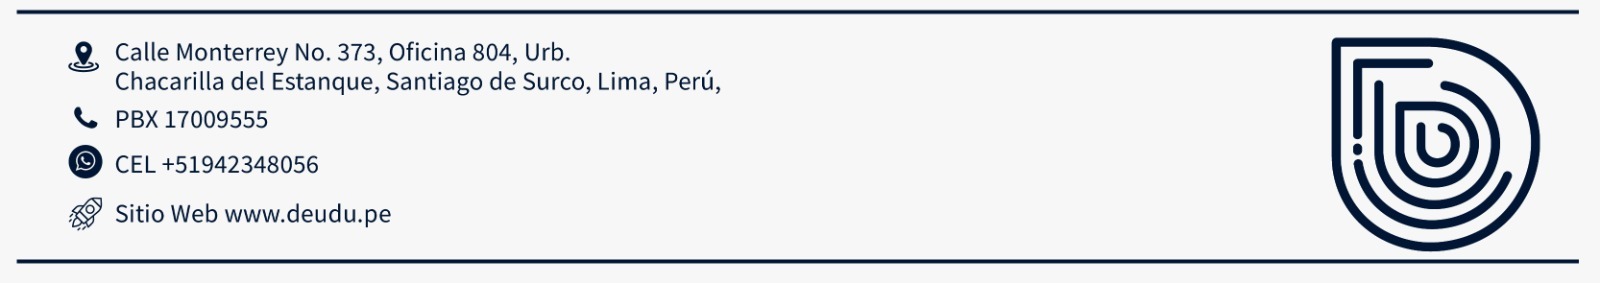 Calle Monterrey No. 373, Oficina 804, Urb.
Chacarilla del Estanque, Santiago de Surco, Lima, Perú,
PBX 17009555
CEL +51942348056
Sitio Web www.deudu.pe